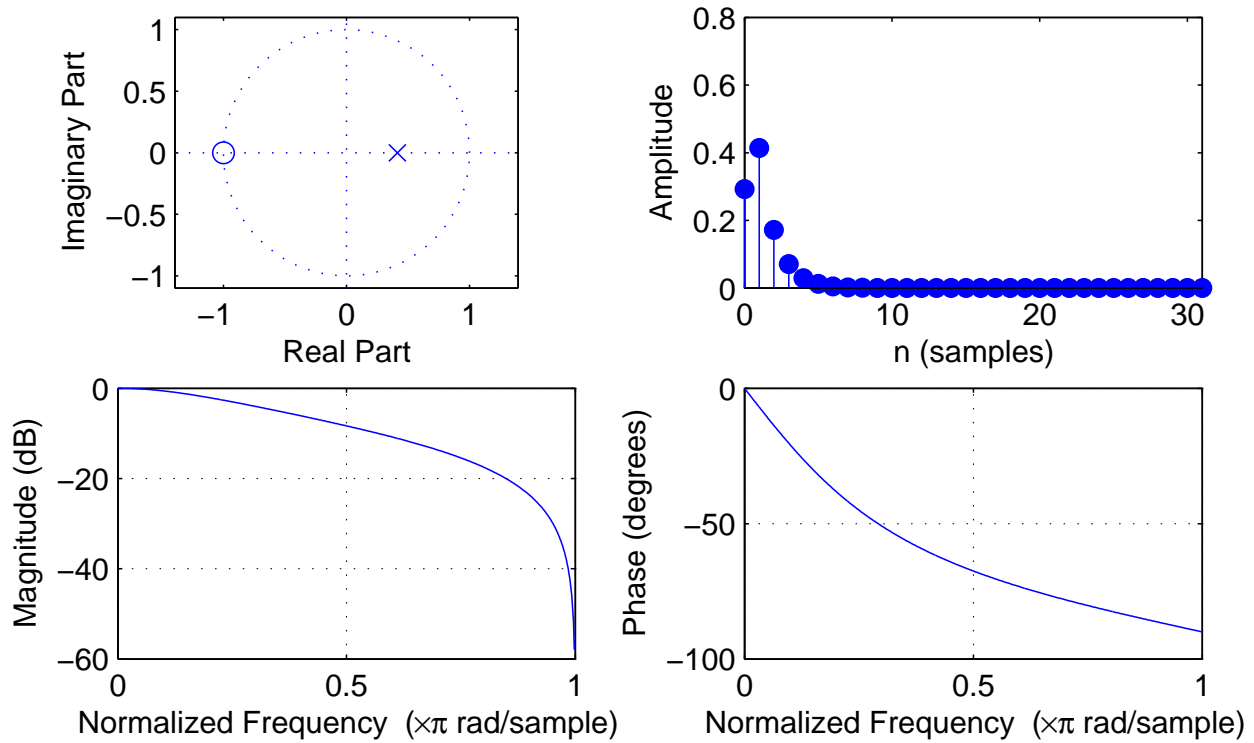 1
0.5
0
−0.5
−1
Imaginary Part
−1 0 1
Real Part
0.8
0.6
0.4
0.2
0
Amplitude
0 10 20 30
n (samples)
0
−20
−40
−60
Magnitude (dB)
0 0.5 1
Normalized Frequency (×π rad/sample)
0
−50
−100
Phase (degrees)
0 0.5 1
Normalized Frequency (×π rad/sample)